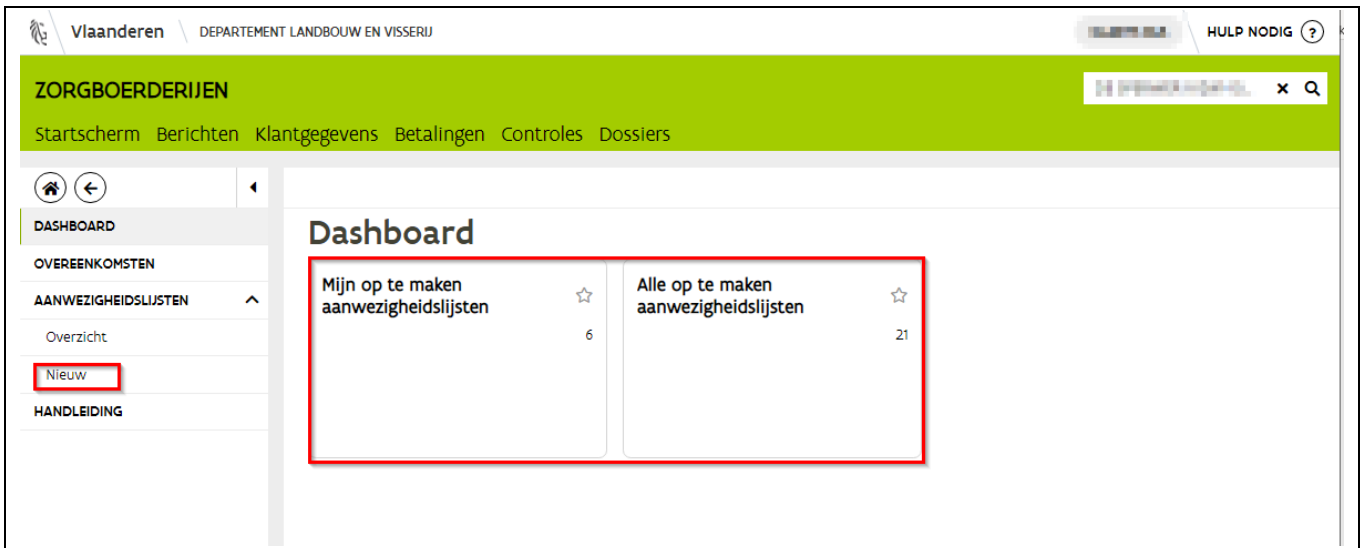 Vlaanderen DEPARTEMENT LANDBOUW EN VISSERIJ HULP NODIG ?
ZORGBOERDERIJEN
Startscherm Berichten Klantgegevens Betalingen Controles Dossiers
DASHBOARD
OVEREENKOMSTEN
AANWEZIGHEIDSLIJSTEN
Overzicht
Nieuw
HANDLEIDING
Dashboard
Mijn op te maken
aanwezigheidslijsten
6
Alle op te maken
aanwezigheidslijsten
21